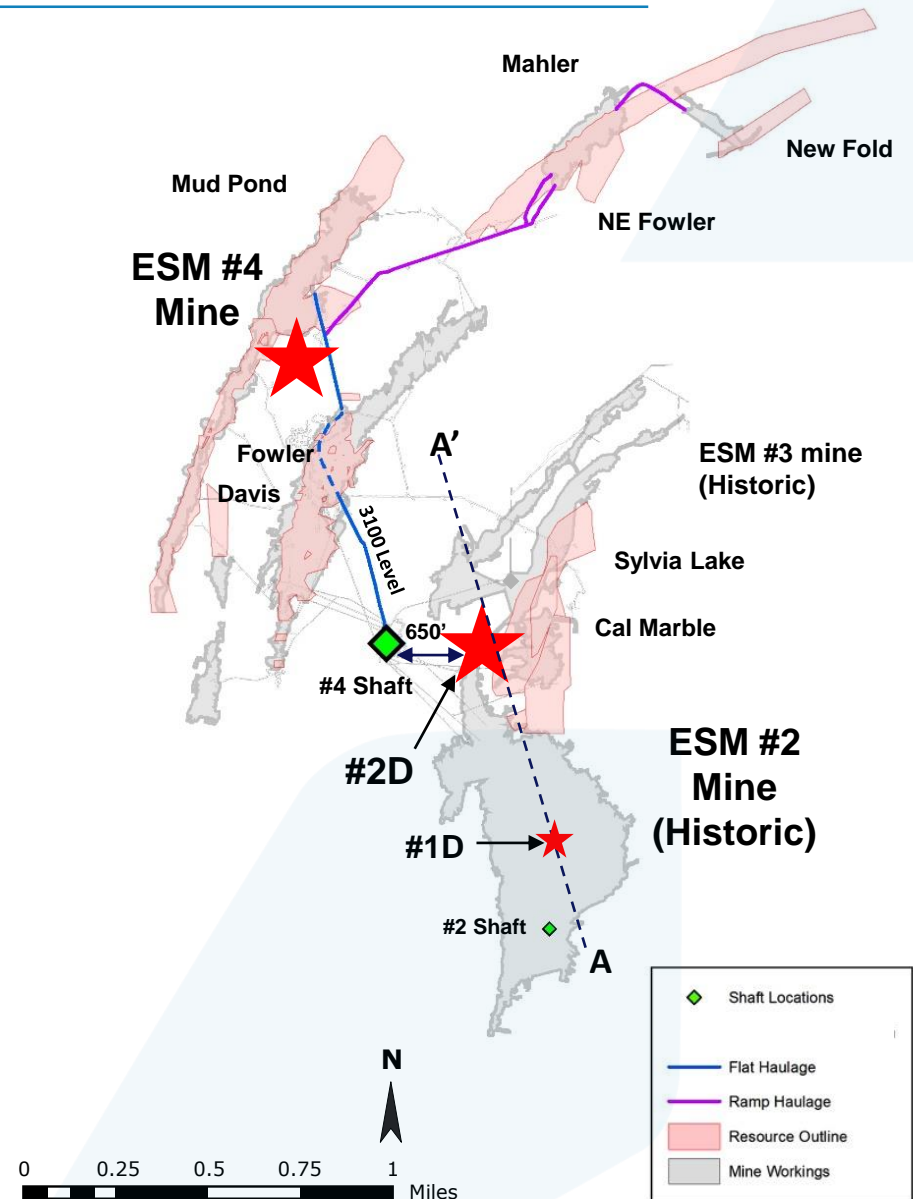 Mahler
New Fold
Mud Pond
NE Fowler
ESM #4
Mine
A’
ESM #3 mine
(Historic)
Fowler
Davis
3100 Level
Sylvia Lake
Cal Marble
650’
#4 Shaft
#2D
ESM #2
Mine
(Historic)
#1D
#2 Shaft
A
Shaft Locations
Flat Haulage
Ramp Haulage
Resource Outline
Mine Workings
N
0 0.25 0.5 0.75 1
Miles